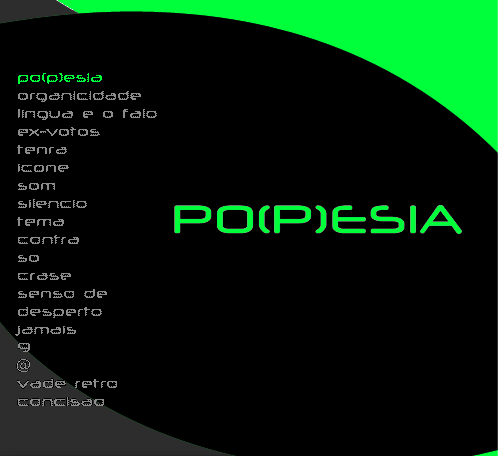 po(p)esia
organicidade
lingua e o falo
ex-votos
tenra
icone
som
silencio
tema
contra
so
crase
senso de
desperto
jamais
g
@
vade retro
concisao
PO(P)ESIA